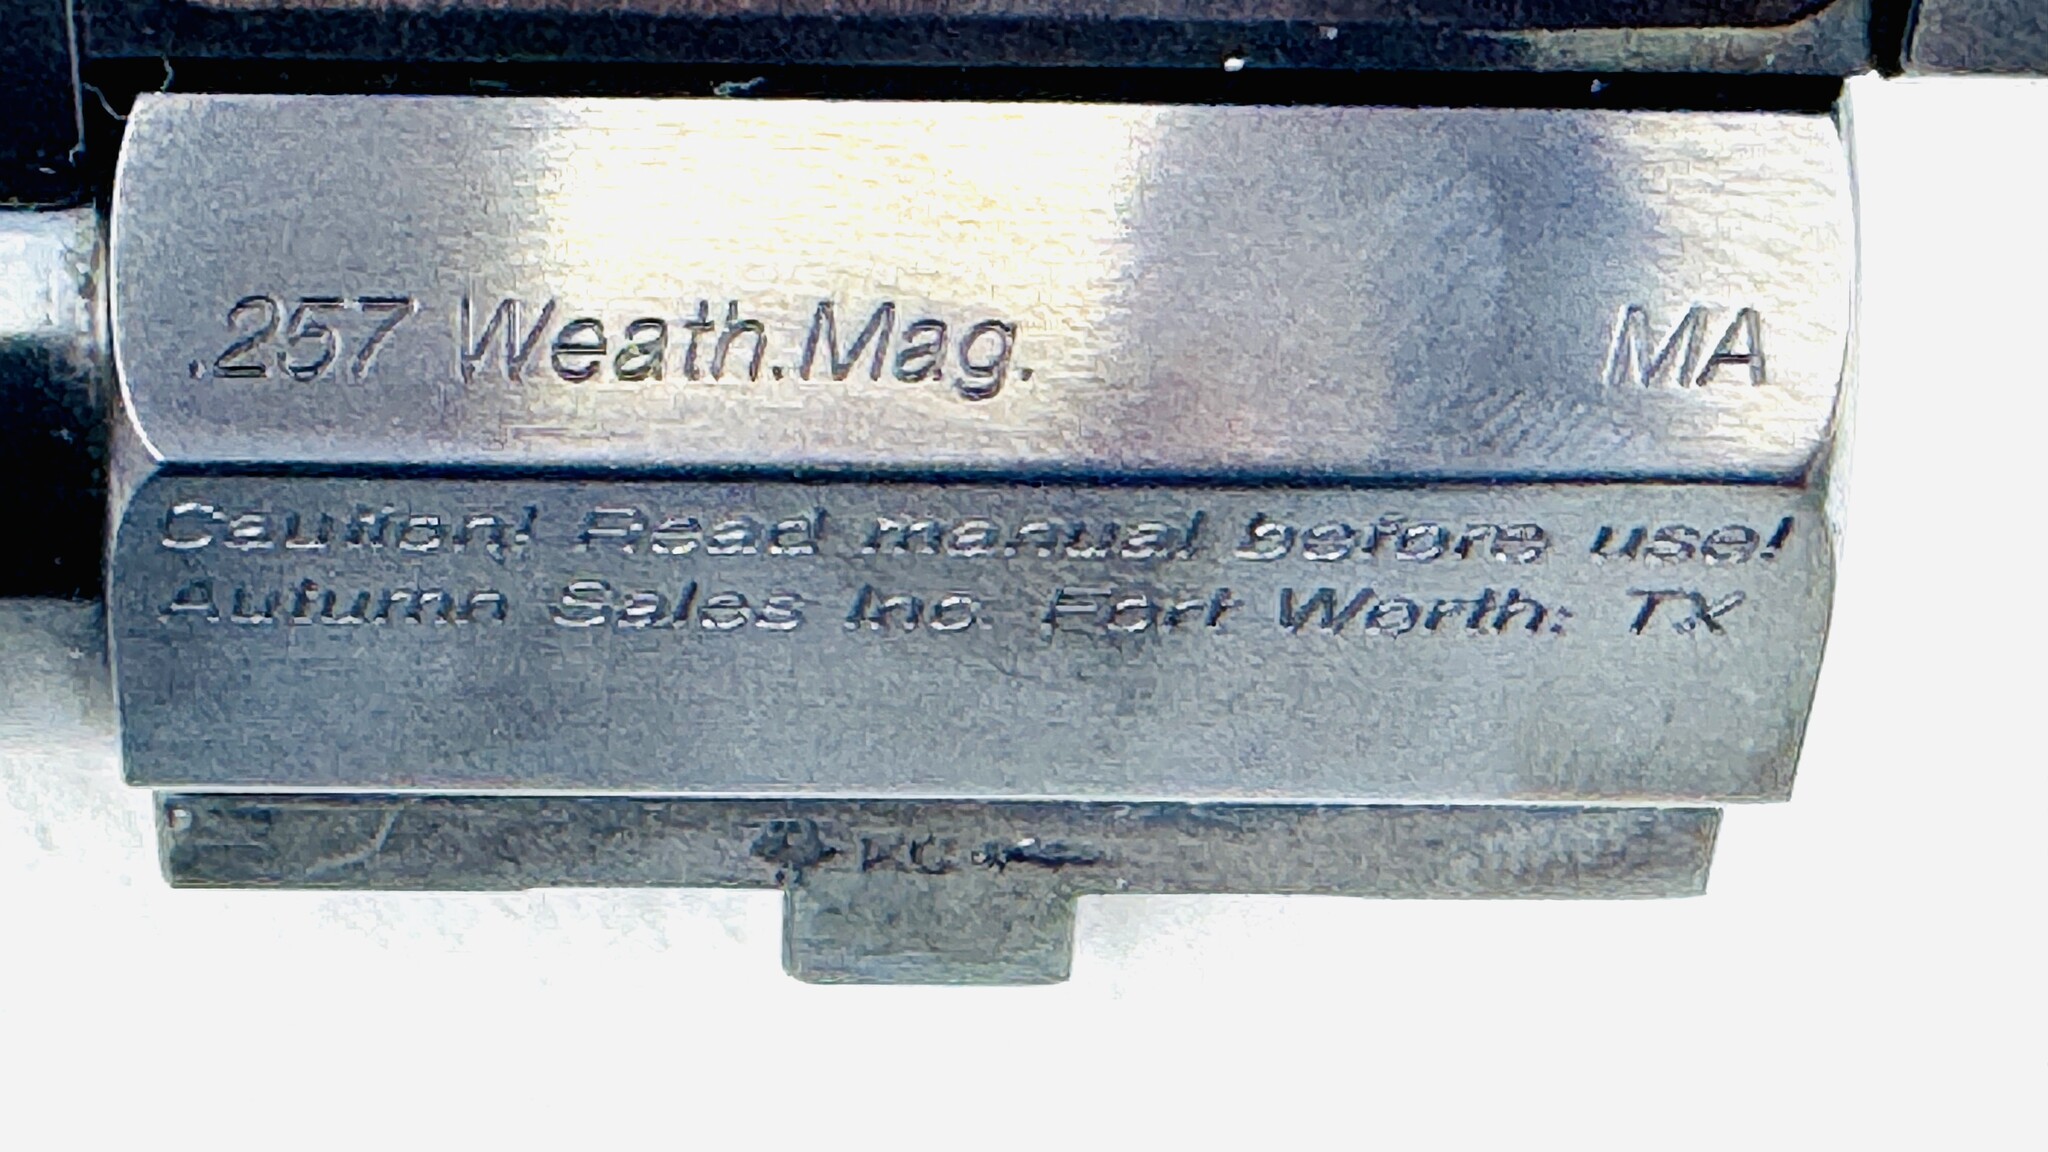 .257 Weath.Mag. MA
Caution! Read manual before use!
Autumn Sales Inc. Fort Worth, TX